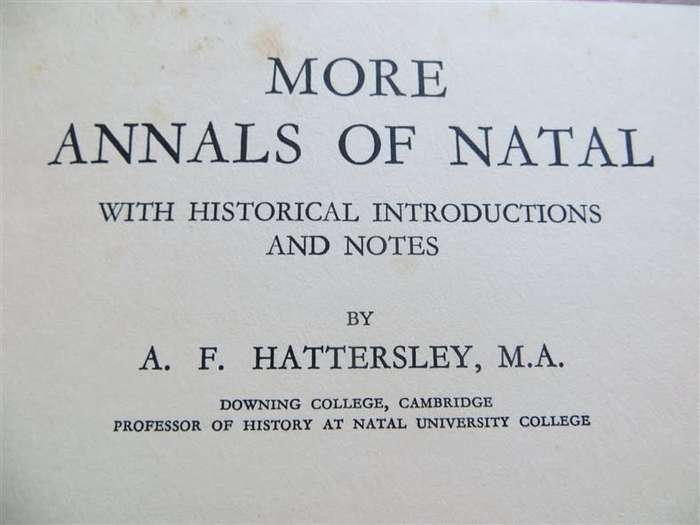 MORE
ANNALS OF NATAL
WITH HISTORICAL INTRODUCTIONS
AND NOTES
BY
A. F. HATTERSLEY, M.A.
DOWNING COLLEGE, CAMBRIDGE
PROFESSOR OF HISTORY AT NATAL UNIVERSITY COLLEGE